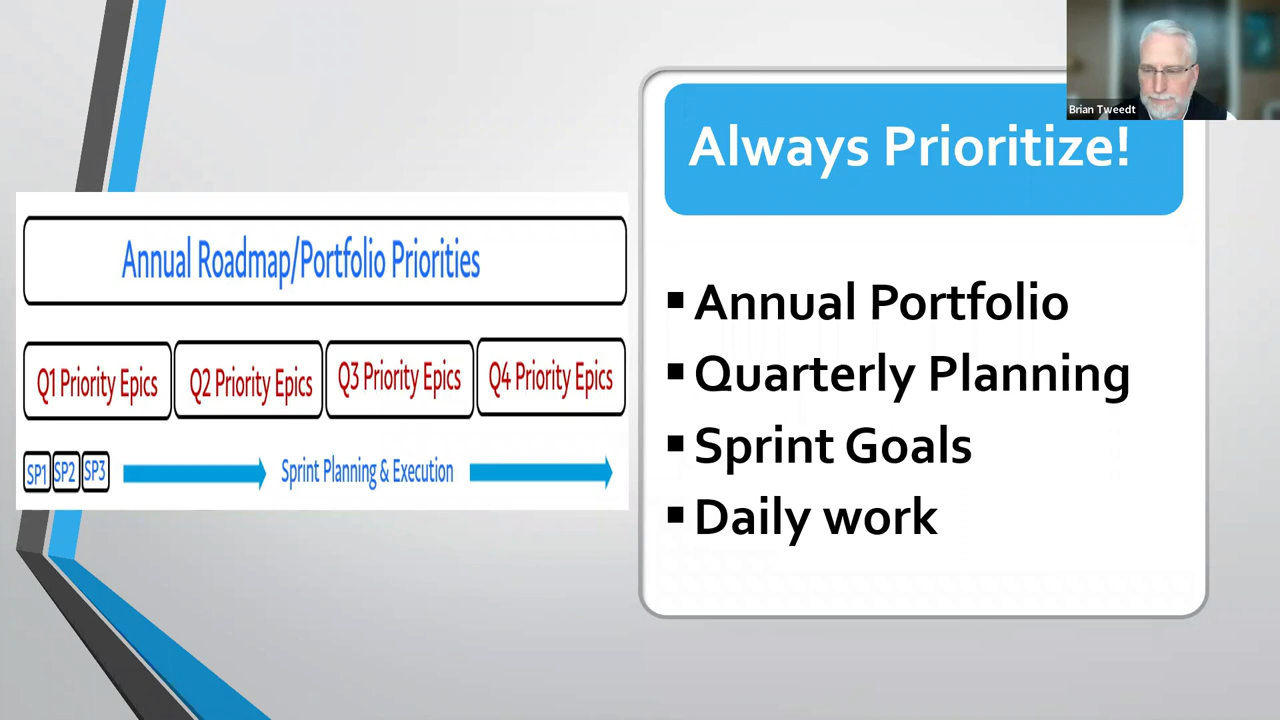 Brian Tweedt
Always Prioritize!
Annual Roadmap/Portfolio Priorities
Q1 Priority Epics
Q2 Priority Epics
Q3 Priority Epics
Q4 Priority Epics
SP1
SP2
SP3
Sprint Planning & Execution
▪ Annual Portfolio
▪ Quarterly Planning
▪ Sprint Goals
▪ Daily work